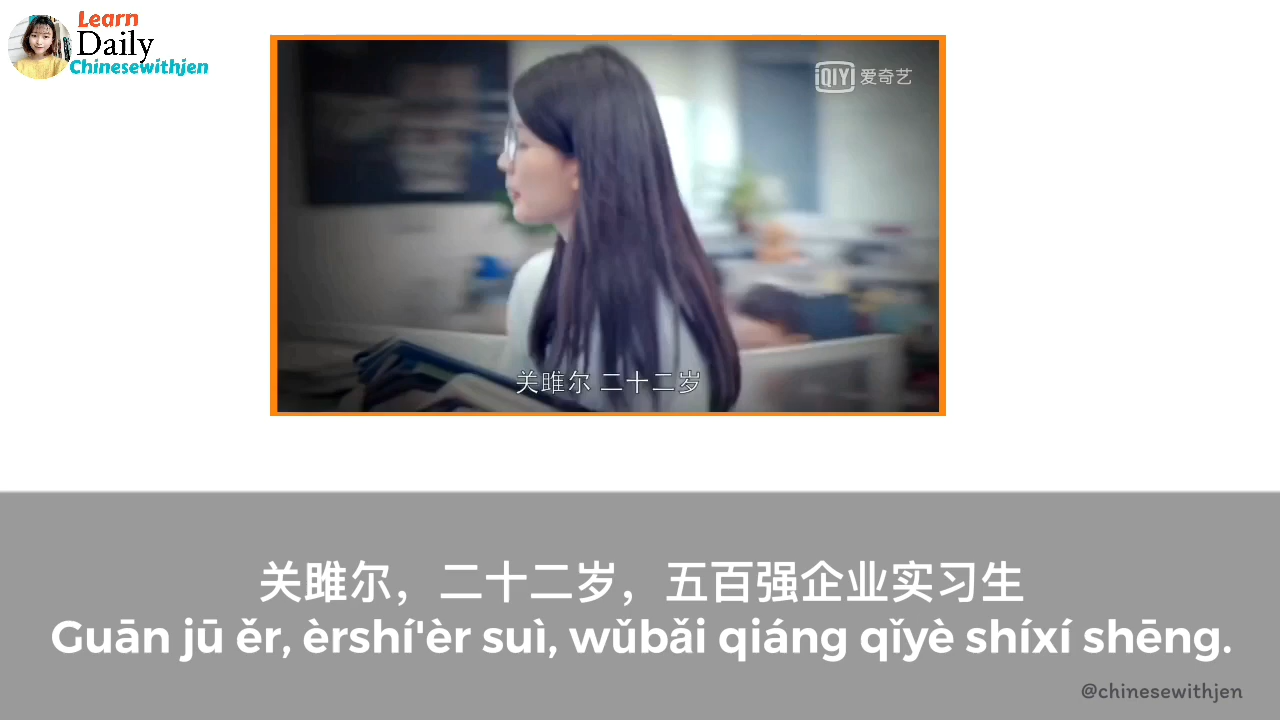 Learn
Daily
Chinesewithjen
iQIYI 爱奇艺
关雎尔 二十二岁
关雎尔，二十二岁，五百强企业实习生
Guān jū ěr, èrshí'èr suì, wǔbǎi qiáng qǐyè shíxí shēng.
@chinesewithjen